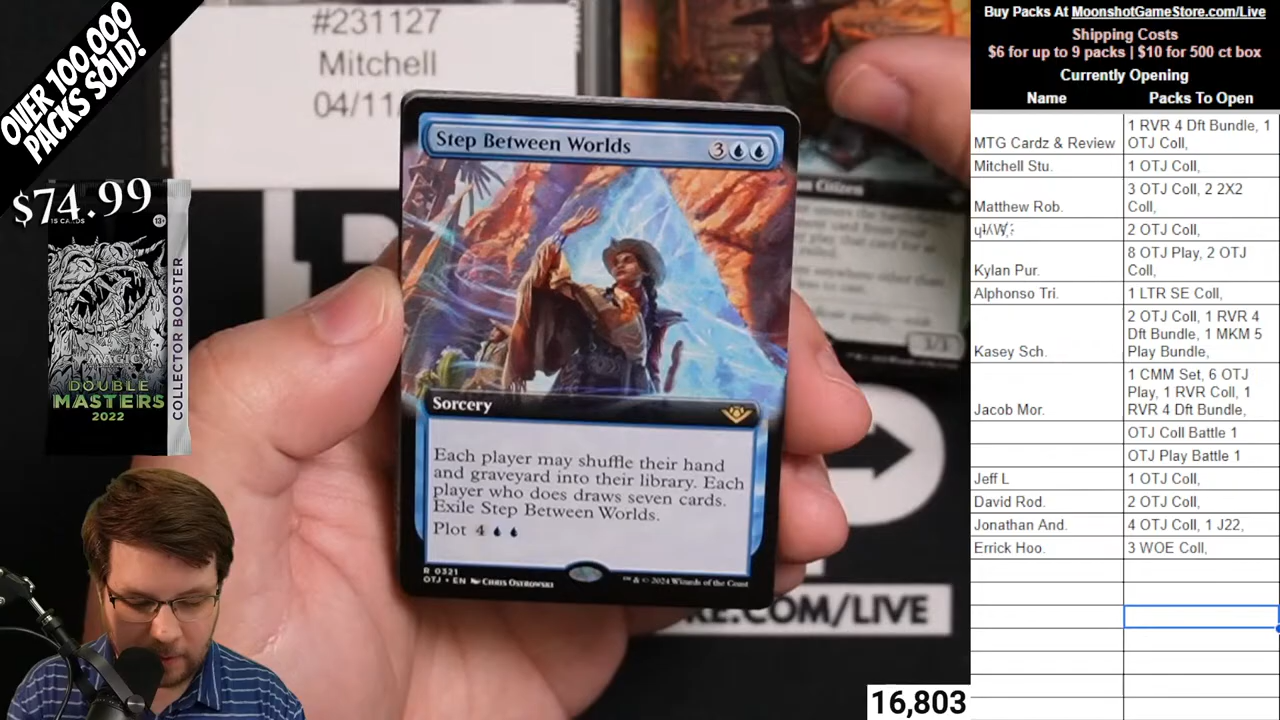 OVER 100,000
PACKS SOLD!
$74.99
13+
MAGIC
DOUBLE
MASTERS
2022
COLLECTOR BOOSTER
#231127
Mitchell
04/11
Step Between Worlds 3
Sorcery
Each player may shuffle their hand
and graveyard into their library. Each
player who does draws seven cards.
Exile Step Between Worlds.
Plot 4
R 0321
OTJ • EN CHRIS OSTROWSKI
™ & © 2024 Wizards of the Coast
Citizen
3/3
.COM/LIVE
16,803
Buy Packs At MoonshotGameStore.com/Live
Shipping Costs
$6 for up to 9 packs | $10 for 500 ct box
Currently Opening
Name Packs To Open
MTG Cardz & Review 1 RVR 4 Dft Bundle, 1
OTJ Coll,
Mitchell Stu. 1 OTJ Coll,
Matthew Rob. 3 OTJ Coll, 2 2X2
Coll,
2 OTJ Coll,
Kylan Pur. 8 OTJ Play, 2 OTJ
Coll,
Alphonso Tri. 1 LTR SE Coll,
Kasey Sch. 2 OTJ Coll, 1 RVR 4
Dft Bundle, 1 MKM 5
Play Bundle,
Jacob Mor. 1 CMM Set, 6 OTJ
Play, 1 RVR Coll, 1
RVR 4 Dft Bundle,
OTJ Coll Battle 1
OTJ Play Battle 1
Jeff L 1 OTJ Coll,
David Rod. 2 OTJ Coll,
Jonathan And. 4 OTJ Coll, 1 J22,
Errick Hoo. 3 WOE Coll,